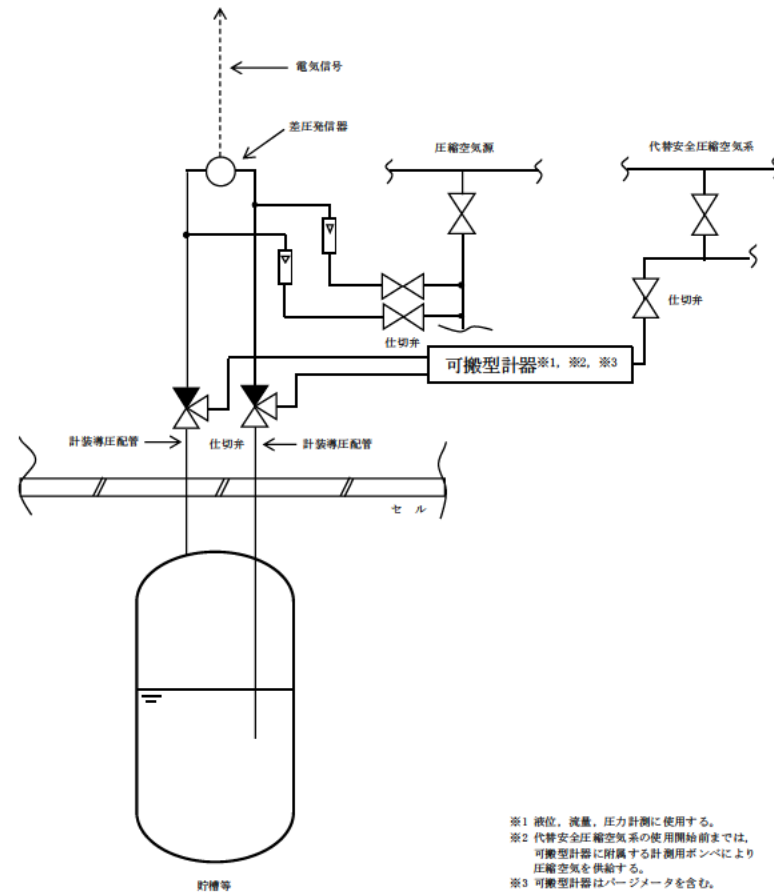 電気信号
差圧発信器
圧縮空気源
代替安全圧縮空気系
仕切弁
仕切弁
可搬型計器※1, ※2, ※3
計装導圧配管
仕切弁
計装導圧配管
セル
貯槽等
※1 液位，流量，圧力計測に使用する。
※2 代替安全圧縮空気系の使用開始前までは，
可搬型計器に附属する計測用ボンベにより
圧縮空気を供給する。
※3 可搬型計器はパージメータを含む。